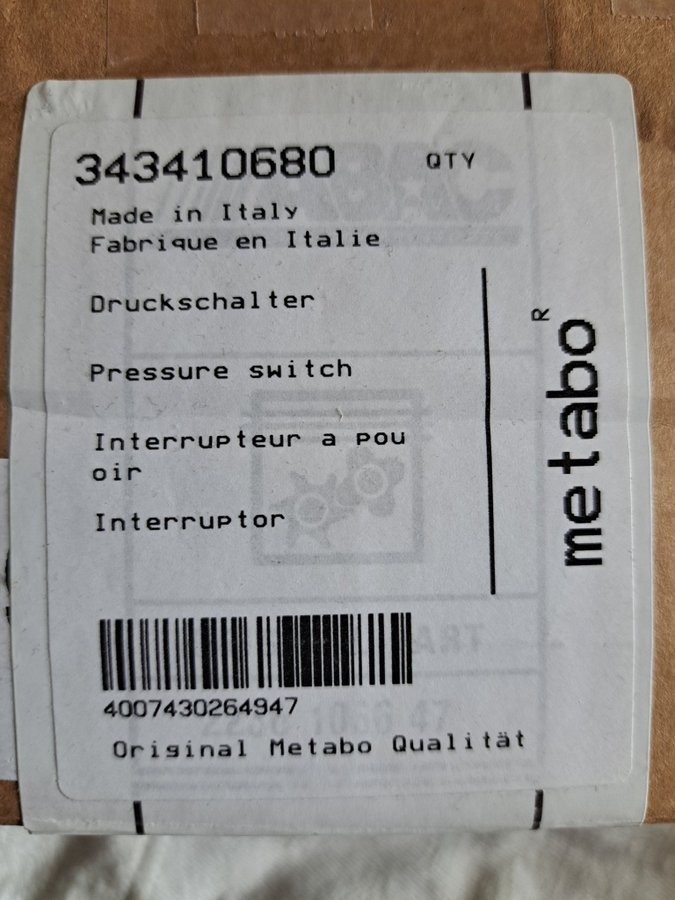 343410680 QTY
Made in Italy
Fabrique en Italie
Druckschalter
Pressure switch
Interrupteur a pou
oir
Interruptor
metabo R
4007430264947
Original Metabo Qualität